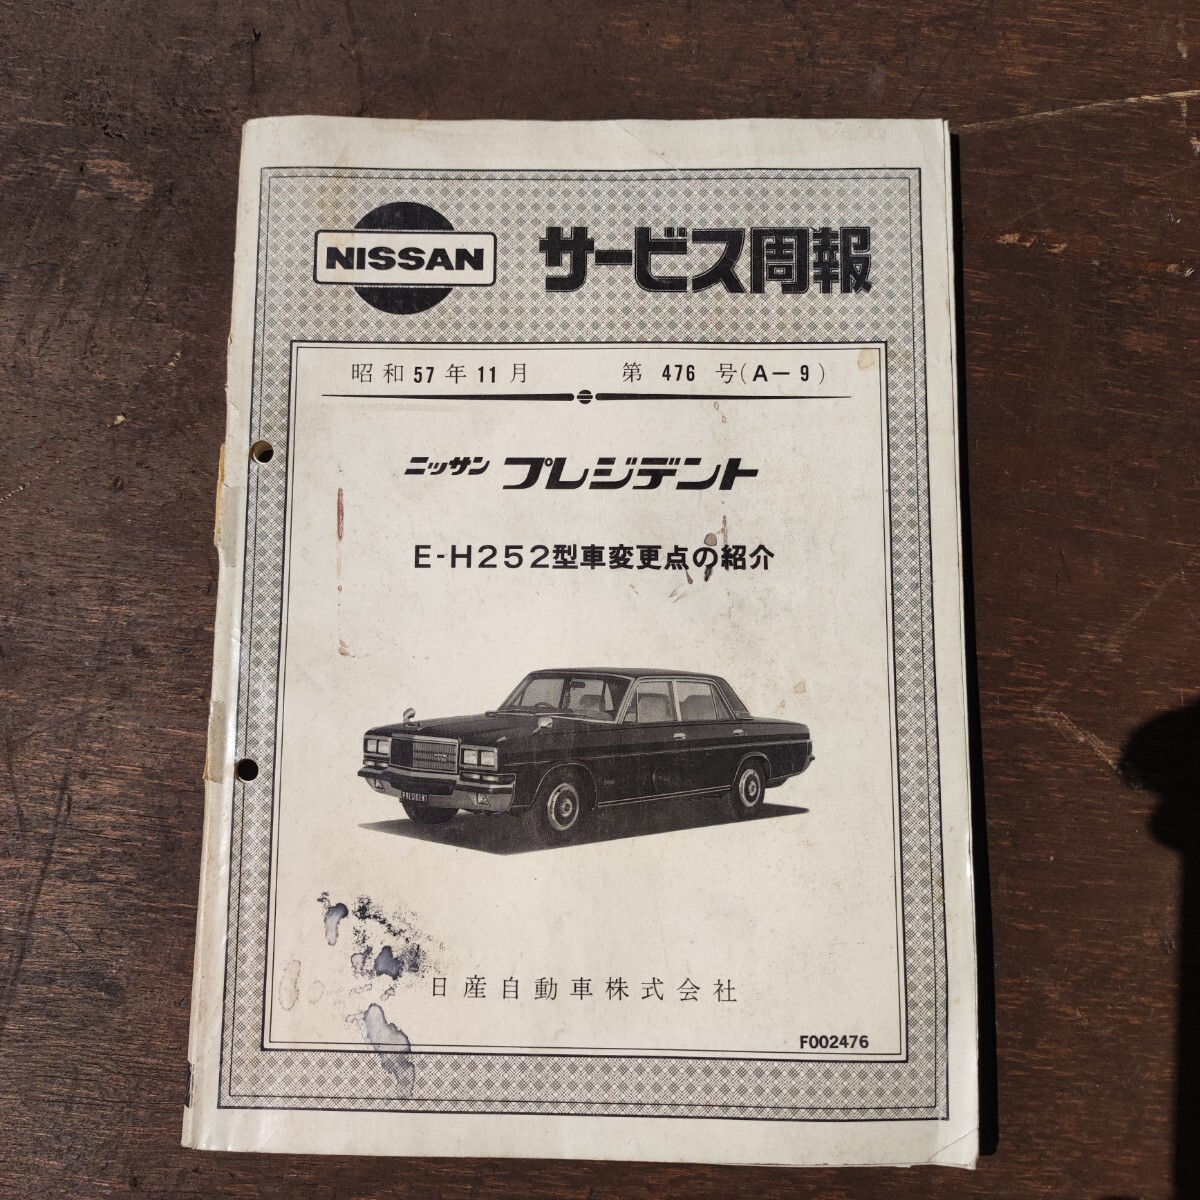 NISSAN サービス周報
昭和57年11月 第476号(A-9)
ニッサン プレジデント
E-H252型車変更点の紹介
PRESIDENT
日産自動車株式会社
F002476